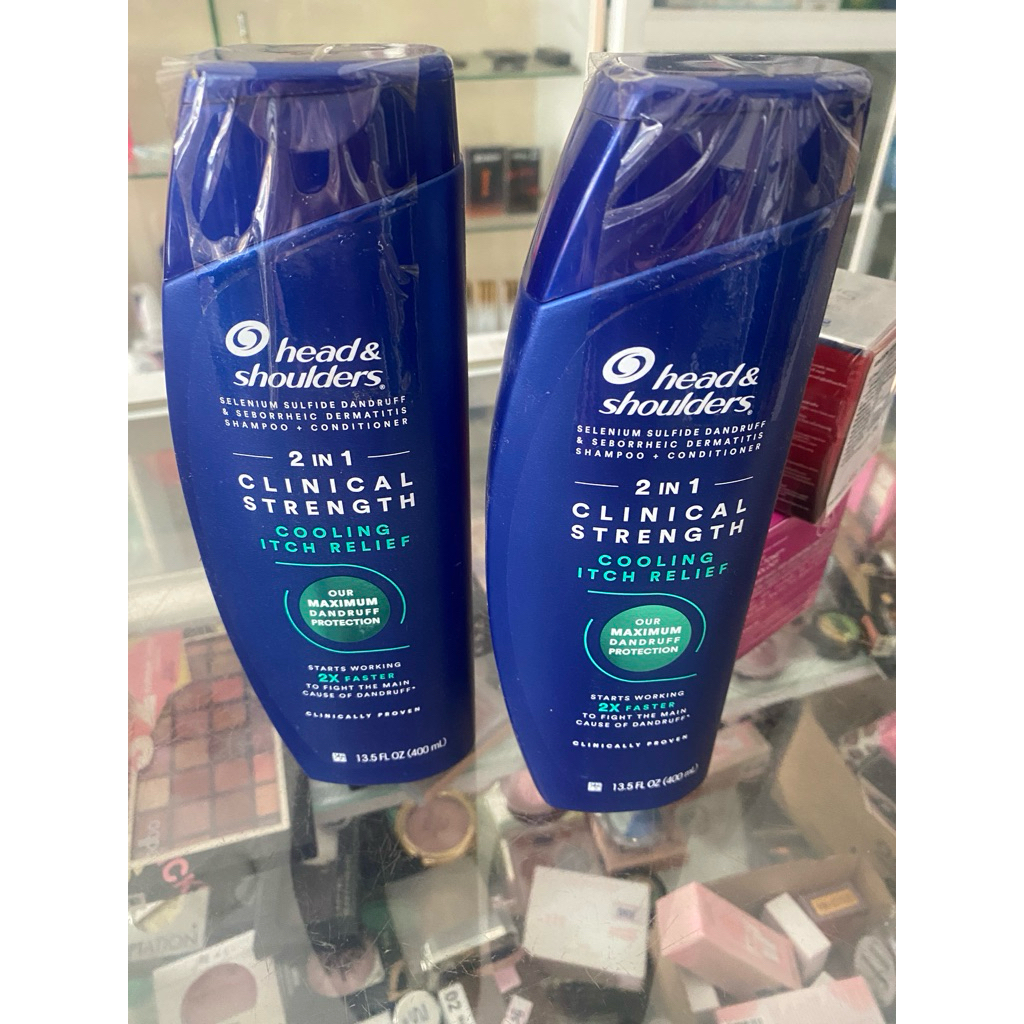 head &
shoulders®
SELENIUM SULFIDE DANDRUFF
& SEBORRHEIC DERMATITIS
SHAMPOO + CONDITIONER
2 IN 1
CLINICAL
STRENGTH
COOLING
ITCH RELIEF
OUR
MAXIMUM
DANDRUFF
PROTECTION
STARTS WORKING
2X FASTER
TO FIGHT THE MAIN
CAUSE OF DANDRUFF*
CLINICALLY PROVEN
13.5 FL OZ (400 mL)
head &
shoulders®
SELENIUM SULFIDE DANDRUFF
& SEBORRHEIC DERMATITIS
SHAMPOO + CONDITIONER
2 IN 1
CLINICAL
STRENGTH
COOLING
ITCH RELIEF
OUR
MAXIMUM
DANDRUFF
PROTECTION
STARTS WORKING
2X FASTER
TO FIGHT THE MAIN
CAUSE OF DANDRUFF*
CLINICALLY PROVEN
13.5 FL OZ (400 mL)